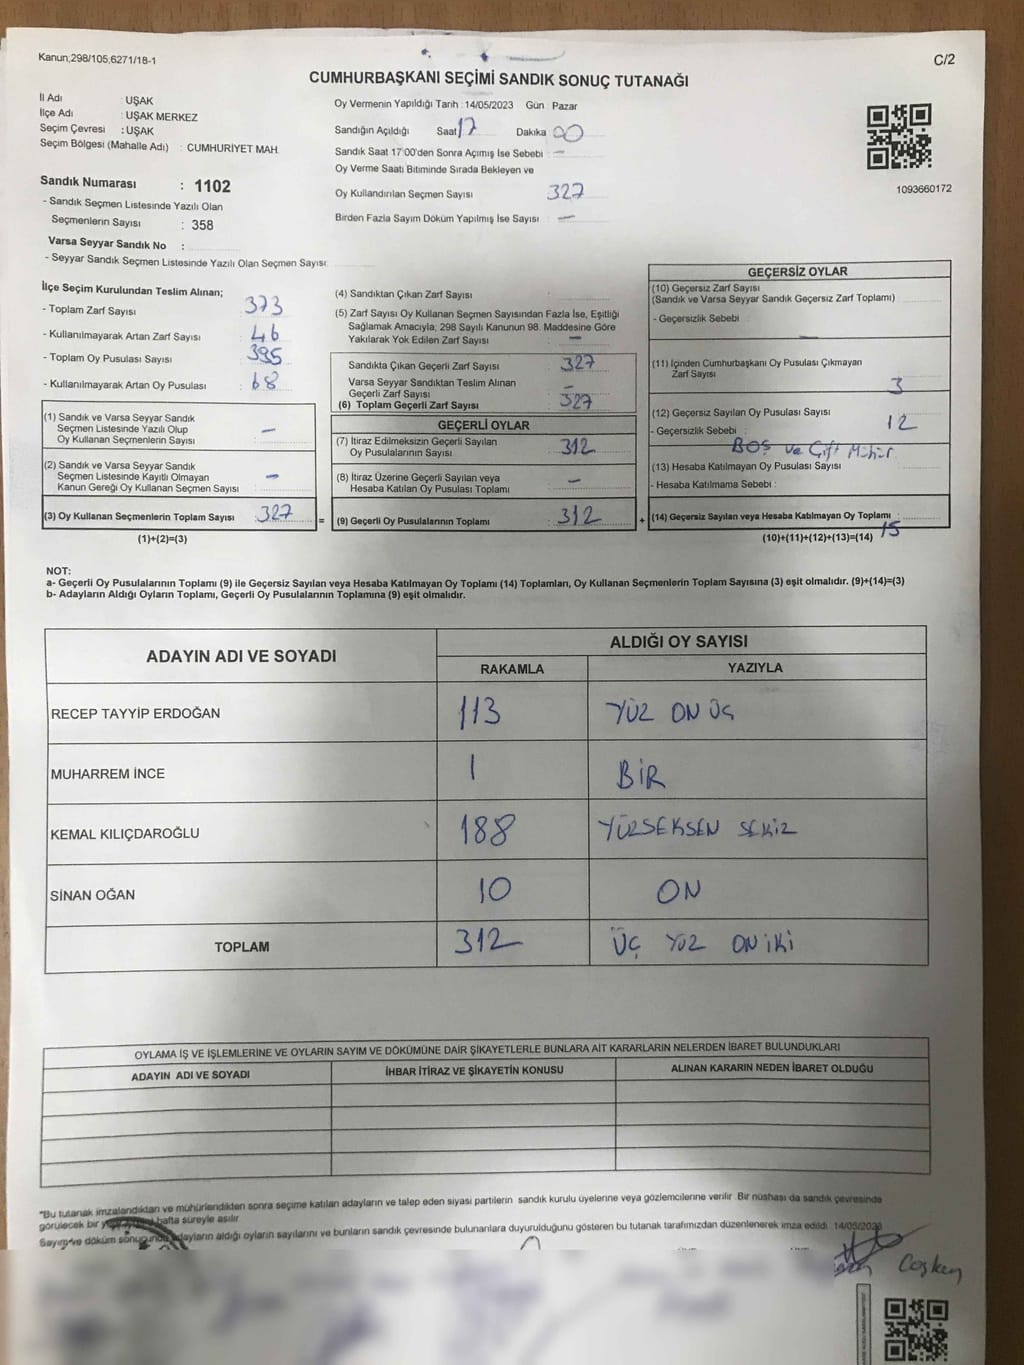 Kanun,298/105,6271/18-1
C/2
CUMHURBAŞKANI SEÇİMİ SANDIK SONUÇ TUTANAĞI
İl Adı : UŞAK
İlçe Adı : UŞAK MERKEZ
Seçim Çevresi : UŞAK
Seçim Bölgesi (Mahalle Adı) : CUMHURİYET MAH.
Sandık Numarası : 1102
- Sandık Seçmen Listesinde Yazılı Olan
Seçmenlerin Sayısı : 358
Varsa Seyyar Sandık No :
- Seyyar Sandık Seçmen Listesinde Yazılı Olan Seçmen Sayısı:
Oy Vermenin Yapıldığı Tarih : 14/05/2023 Gün : Pazar
Sandığın Açıldığı Saat 17 Dakika 00
Sandık Saat 17:00'den Sonra Açımış İse Sebebi : —
Oy Verme Saati Bitiminde Sırada Bekleyen ve
Oy Kullandırılan Seçmen Sayısı 327
Birden Fazla Sayım Döküm Yapılmış İse Sayısı : —
1093660172
İlçe Seçim Kurulundan Teslim Alınan;
- Toplam Zarf Sayısı : 373
- Kullanılmayarak Artan Zarf Sayısı : 46
- Toplam Oy Pusulası Sayısı : 395
- Kullanılmayarak Artan Oy Pusulası : 68
(1) Sandık ve Varsa Seyyar Sandık
Seçmen Listesinde Yazılı Olup
Oy Kullanan Seçmenlerin Sayısı : —
(2) Sandık ve Varsa Seyyar Sandık
Seçmen Listesinde Kayıtlı Olmayan
Kanun Gereği Oy Kullanan Seçmen Sayısı : —
(3) Oy Kullanan Seçmenlerin Toplam Sayısı : 327
(1)+(2)=(3)
(4) Sandıktan Çıkan Zarf Sayısı :
(5) Zarf Sayısı Oy Kullanan Seçmen Sayısından Fazla İse, Eşitliği
Sağlamak Amacıyla, 298 Sayılı Kanunun 98. Maddesine Göre
Yakılarak Yok Edilen Zarf Sayısı : —
Sandıkta Çıkan Geçerli Zarf Sayısı : 327
Varsa Seyyar Sandıktan Teslim Alınan
Geçerli Zarf Sayısı : —
(6) Toplam Geçerli Zarf Sayısı : 327
GEÇERLİ OYLAR
(7) İtiraz Edilmeksizin Geçerli Sayılan
Oy Pusulalarının Sayısı : 312
(8) İtiraz Üzerine Geçerli Sayılan veya
Hesaba Katılan Oy Pusulası Toplamı : —
= (9) Geçerli Oy Pusulalarının Toplamı : 312 +
GEÇERSİZ OYLAR
(10) Geçersiz Zarf Sayısı
(Sandık ve Varsa Seyyar Sandık Geçersiz Zarf Toplamı) :
- Geçersizlik Sebebi : —
(11) İçinden Cumhurbaşkanı Oy Pusulası Çıkmayan
Zarf Sayısı : 3
(12) Geçersiz Sayılan Oy Pusulası Sayısı : 12
- Geçersizlik Sebebi : BOŞ ve Çift Mühür
(13) Hesaba Katılmayan Oy Pusulası Sayısı :
- Hesaba Katılmama Sebebi :
(14) Geçersiz Sayılan veya Hesaba Katılmayan Oy Toplamı : 15
(10)+(11)+(12)+(13)=(14)
NOT:
a- Geçerli Oy Pusulalarının Toplamı (9) ile Geçersiz Sayılan veya Hesaba Katılmayan Oy Toplamı (14) Toplamları, Oy Kullanan Seçmenlerin Toplam Sayısına (3) eşit olmalıdır. (9)+(14)=(3)
b- Adayların Aldığı Oyların Toplamı, Geçerli Oy Pusulalarının Toplamına (9) eşit olmalıdır.
ADAYIN ADI VE SOYADI
ALDIĞI OY SAYISI
RAKAMLA YAZIYLA
RECEP TAYYİP ERDOĞAN 113 YÜZ ON ÜÇ
MUHARREM İNCE 1 BİR
KEMAL KILIÇDAROĞLU 188 YÜZSEKSEN SEKİZ
SİNAN OĞAN 10 ON
TOPLAM 312 ÜÇ YÜZ ON İKİ
OYLAMA İŞ VE İŞLEMLERİNE VE OYLARIN SAYIM VE DÖKÜMÜNE DAİR ŞİKAYETLERLE BUNLARA AİT KARARLARIN NELERDEN İBARET BULUNDUKLARI
ADAYIN ADI VE SOYADI İHBAR İTİRAZ VE ŞİKAYETİN KONUSU ALINAN KARARIN NEDEN İBARET OLDUĞU
"Bu tutanak imzalandıktan ve mühürlendikten sonra seçime katılan adayların ve talep eden siyasi partilerin sandık kurulu üyelerine veya gözlemcilerine verilir. Bir nüshası da sandık çevresinde
görülecek bir hafta süreyle asılır
Sayım ve döküm sonucunda adayların aldığı oyların sayılarını ve bunların sandık çevresinde bulunanlara duyurulduğunu gösteren bu tutanak tarafımızdan düzenlenerek imza edildi. 14/05/2023
Coşkun